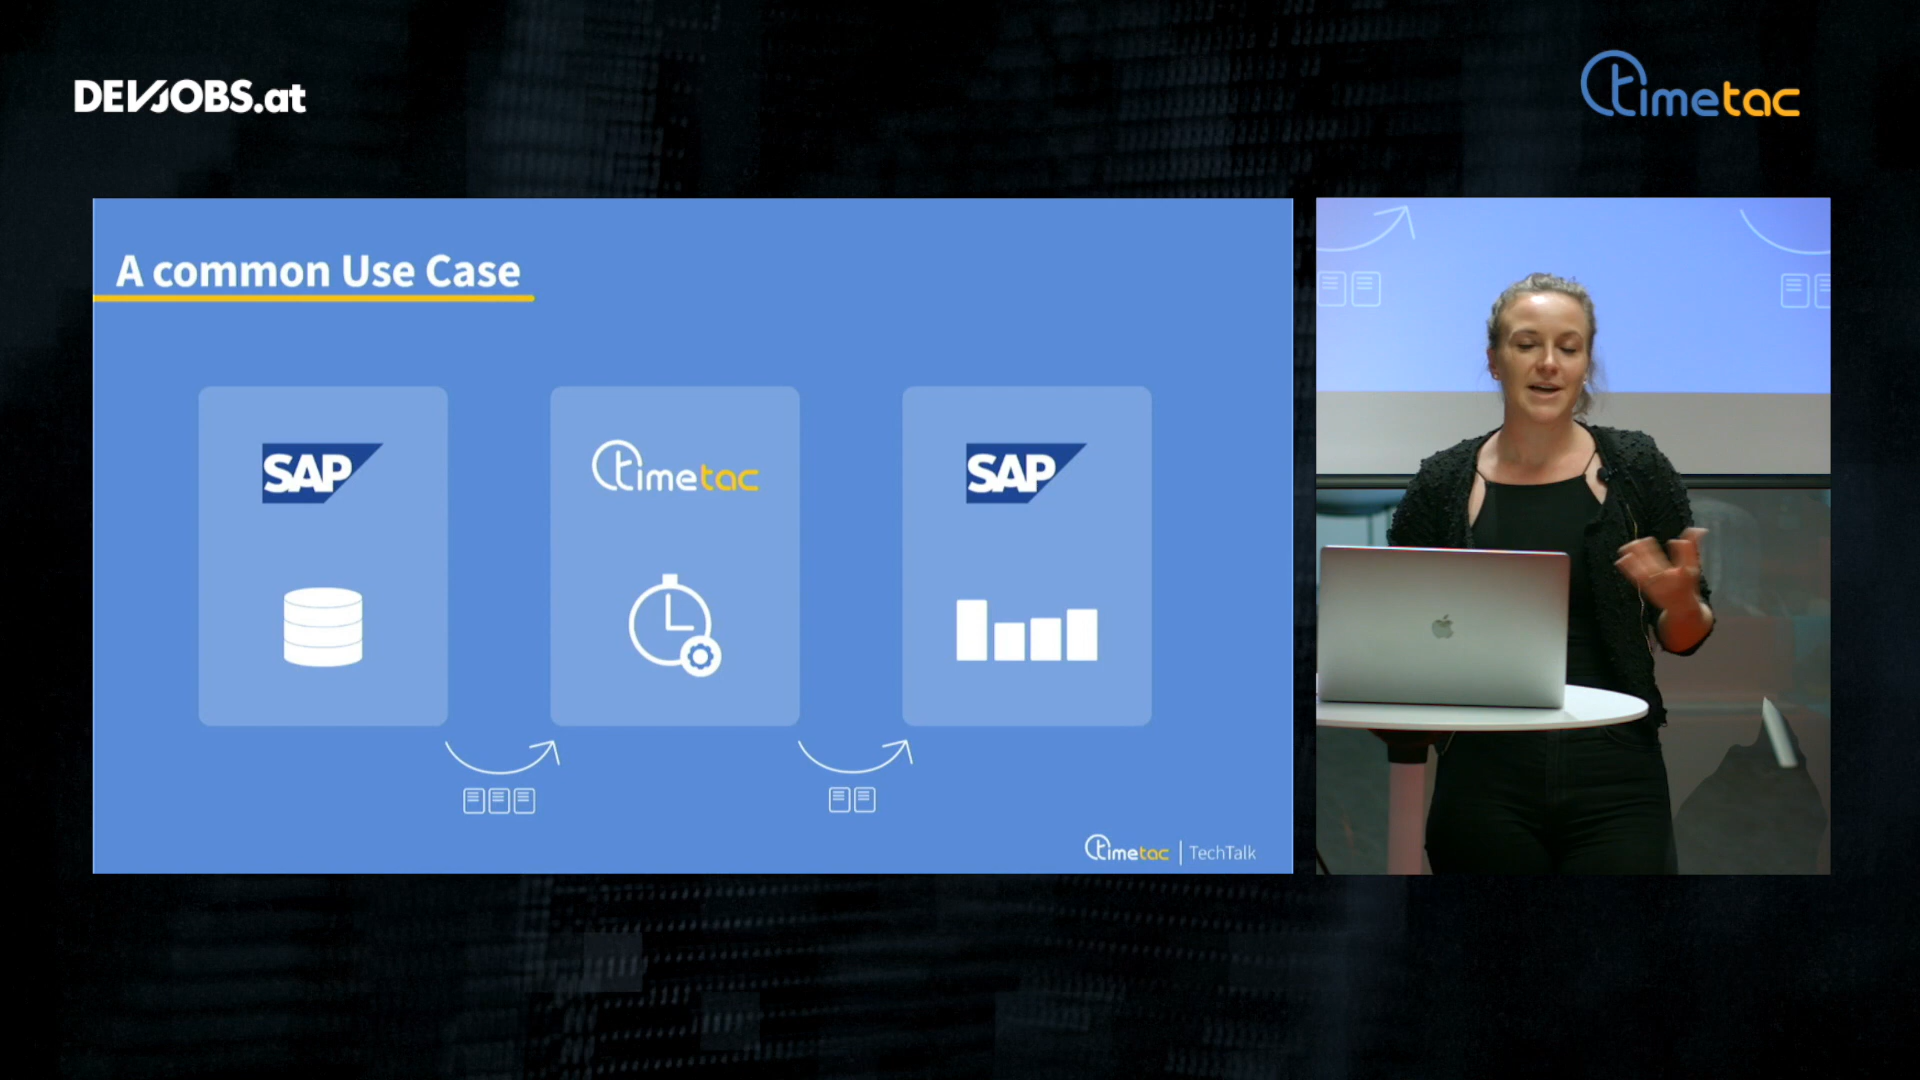 DEVJOBS.at
timetac
A common Use Case
SAP
timetac
SAP
timetac | TechTalk